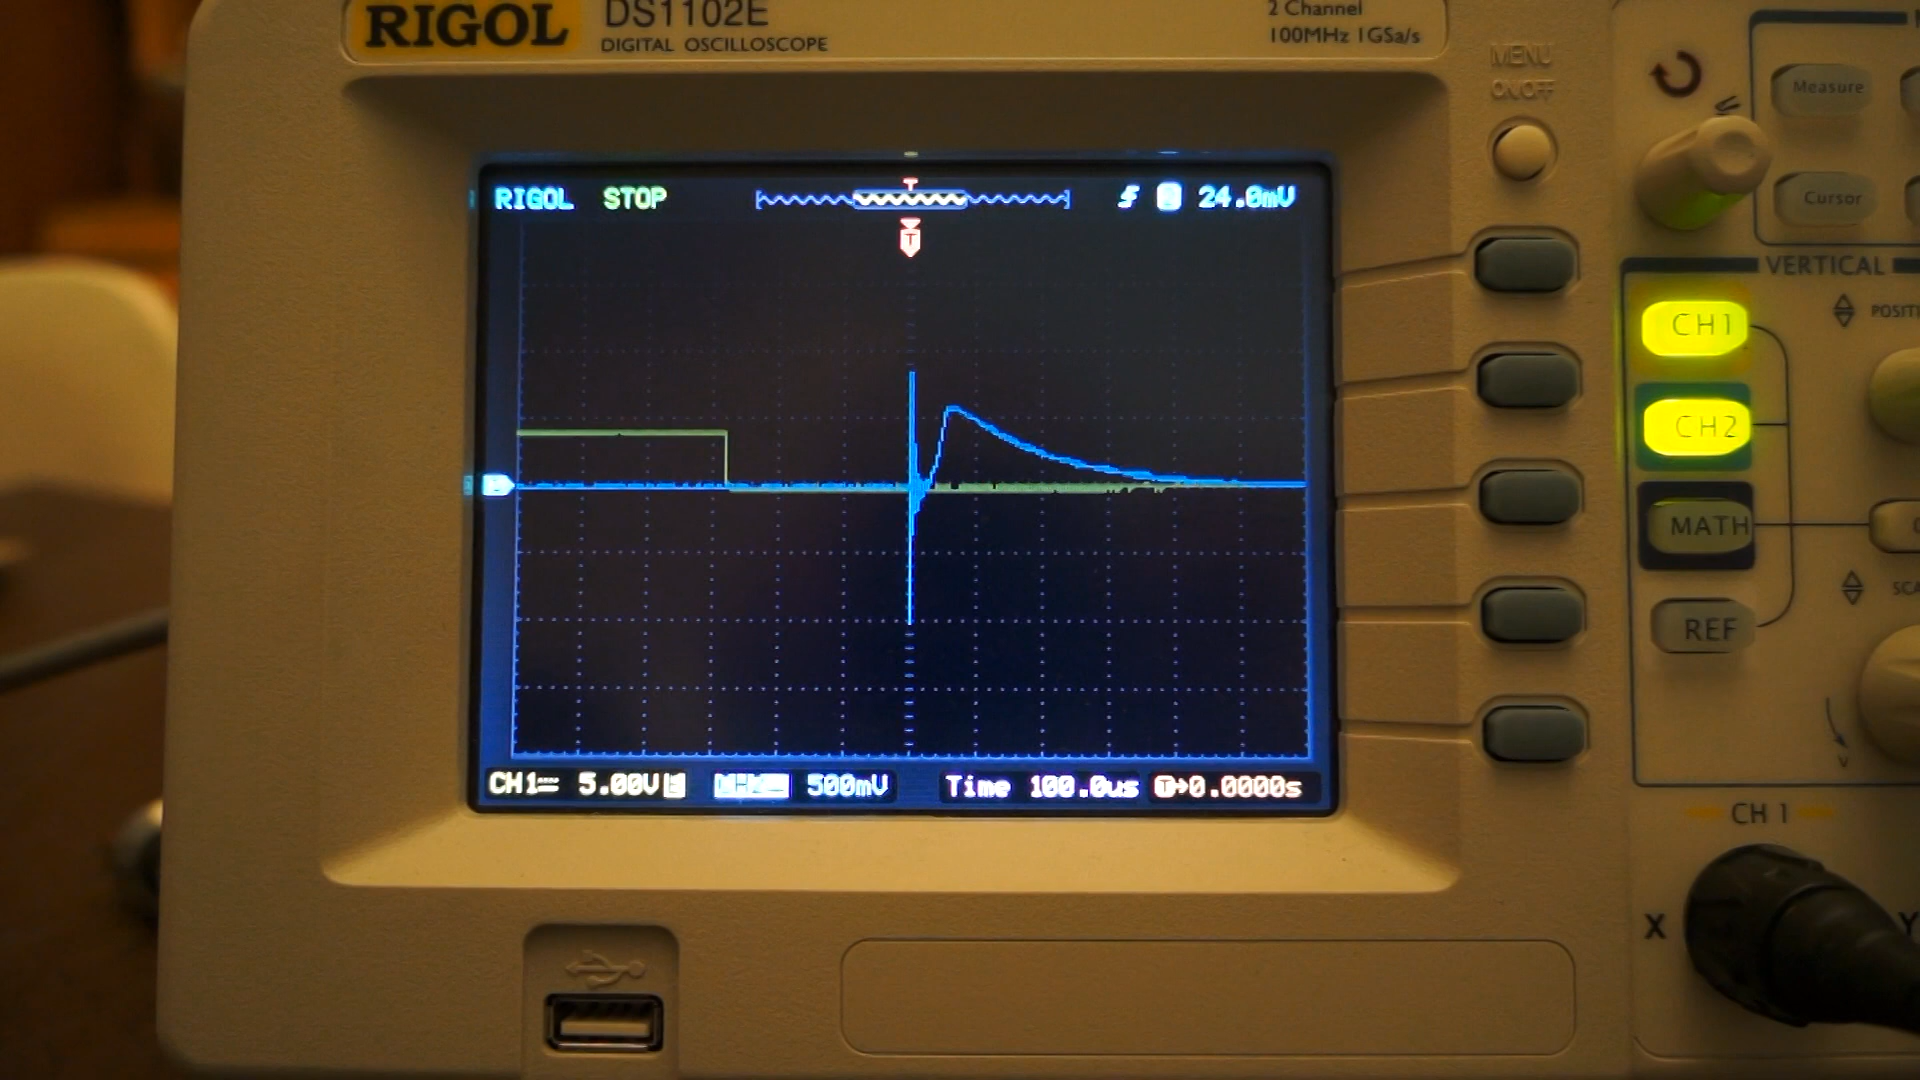 RIGOL
DS1102E
DIGITAL OSCILLOSCOPE
2 Channel
100MHz 1GSa/s
MENU
ON/OFF
Measure
Cursor
RIGOL STOP
T
2 24.0mV
T
VERTICAL
CH1
CH2
MATH
REF
CH1 5.00V 500mV Time 100.0us T→0.0000s
CH 1
X
Y